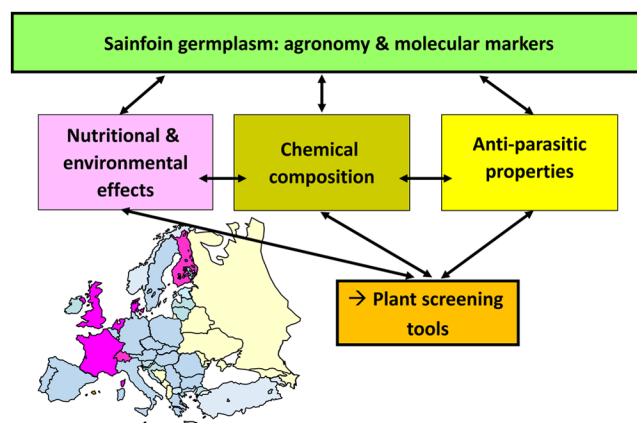 Sainfoin germplasm: agronomy & molecular markers
Nutritional &
environmental
effects
Chemical
composition
Anti-parasitic
properties
→ Plant screening
tools